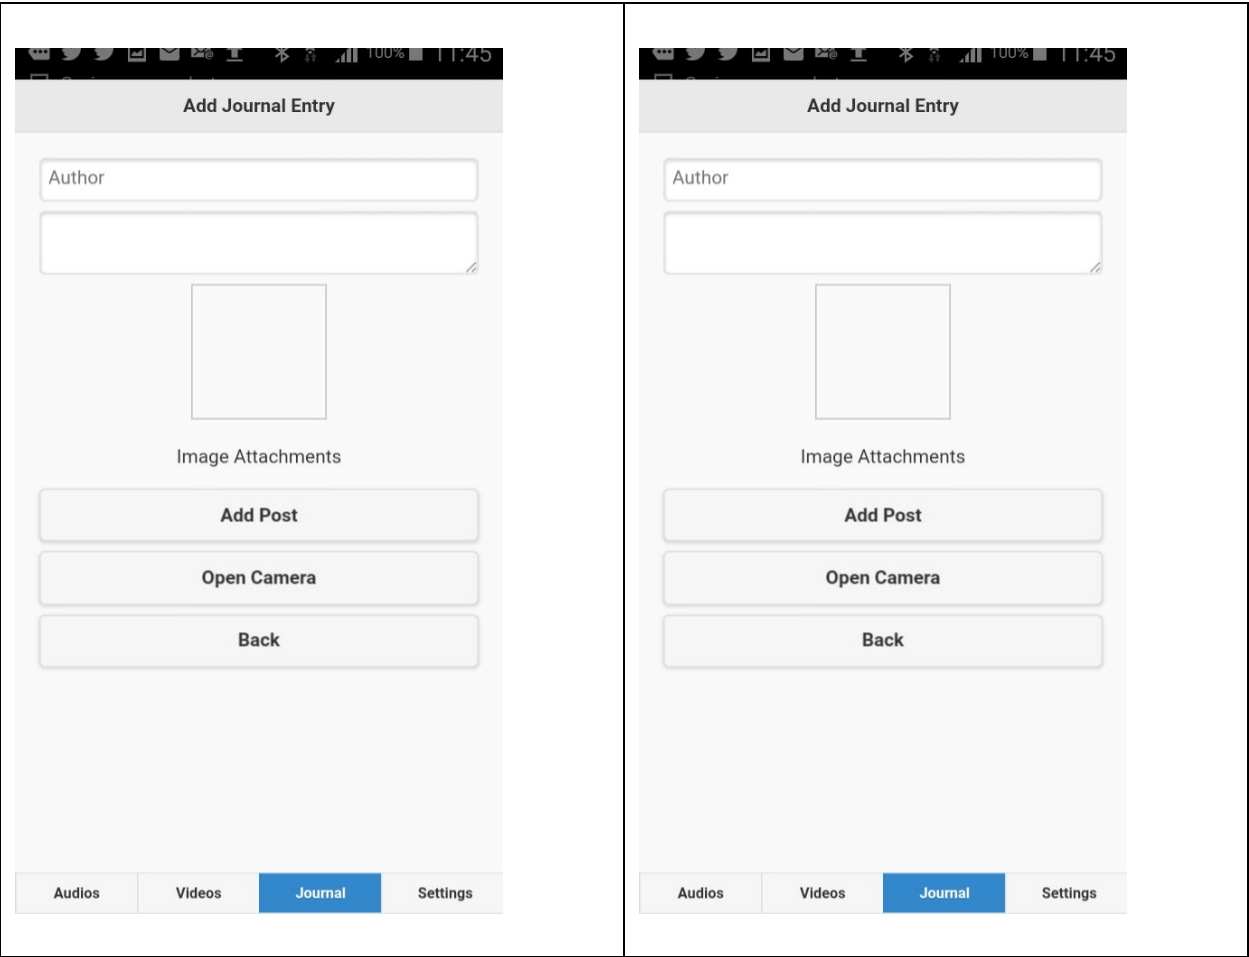 100% 11:45
Add Journal Entry
Author
Image Attachments
Add Post
Open Camera
Back
Audios Videos Journal Settings
100% 11:45
Add Journal Entry
Author
Image Attachments
Add Post
Open Camera
Back
Audios Videos Journal Settings